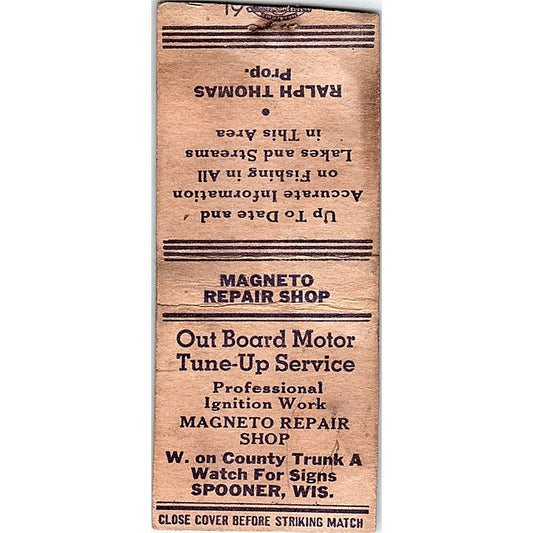 Up To Date and
Accurate Information
on Fishing in All
Lakes and Streams
in This Area
•
RALPH THOMAS
Prop.
MAGNETO
REPAIR SHOP
Out Board Motor
Tune-Up Service
Professional
Ignition Work
MAGNETO REPAIR
SHOP
W. on County Trunk A
Watch For Signs
SPOONER, WIS.
CLOSE COVER BEFORE STRIKING MATCH